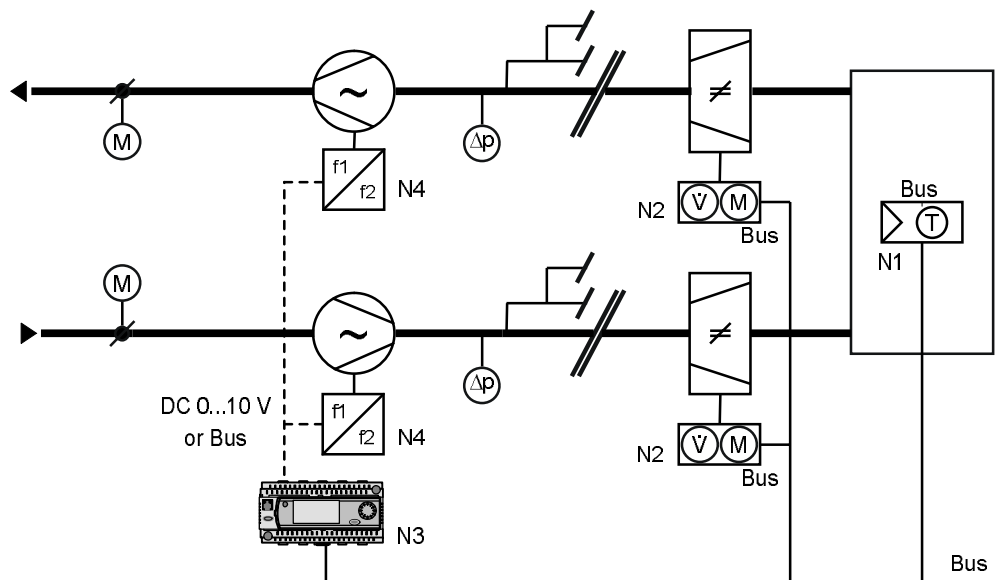 M
~
Δp
≠
f1
f2
N4
V̇
M
N2
Bus
Bus
T
N1
M
~
Δp
≠
DC 0...10 V
or Bus
f1
f2
N4
V̇
M
N2
Bus
N3
Bus